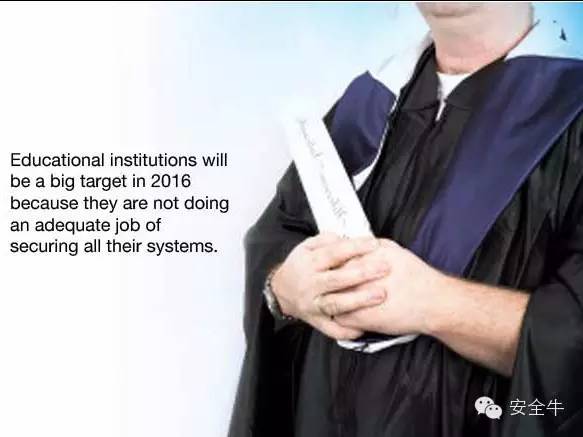 Educational institutions will
be a big target in 2016
because they are not doing
an adequate job of
securing all their systems.
安全牛